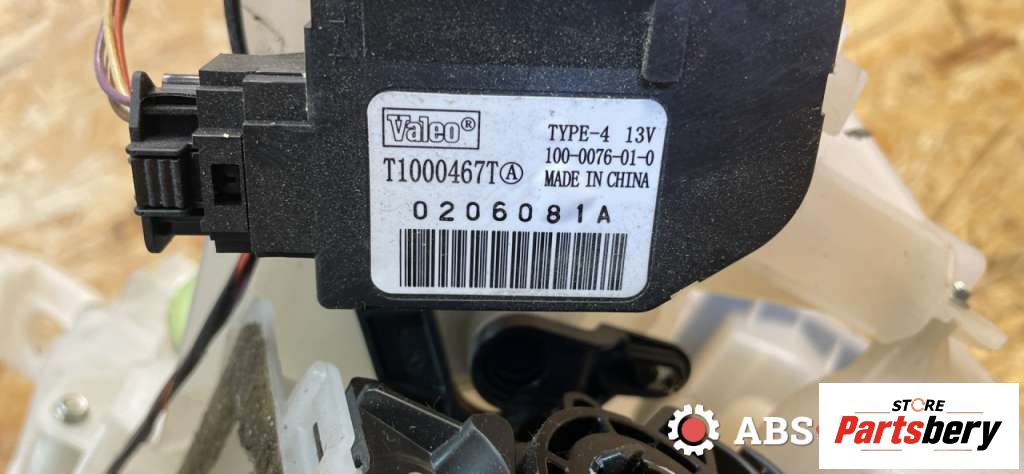 Valeo®
TYPE-4 13V
T1000467TⒶ
100-0076-01-0
MADE IN CHINA
0206081A
ABS
STORE
Partsbery